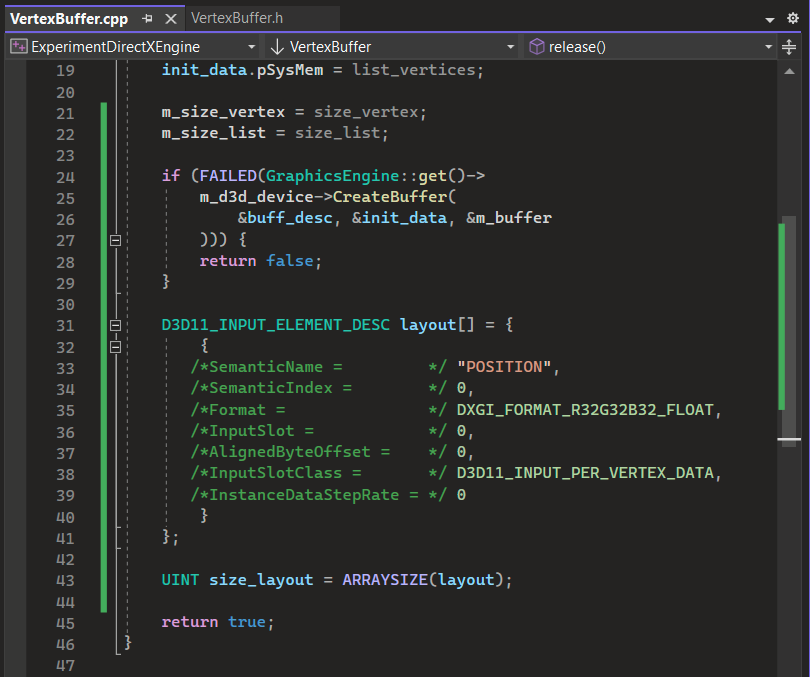 VertexBuffer.cpp VertexBuffer.h
ExperimentDirectXEngine VertexBuffer release()
19 init_data.pSysMem = list_vertices;
20
21 m_size_vertex = size_vertex;
22 m_size_list = size_list;
23
24 if (FAILED(GraphicsEngine::get()->
25 m_d3d_device->CreateBuffer(
26 &buff_desc, &init_data, &m_buffer
27 ))) {
28 return false;
29 }
30
31 D3D11_INPUT_ELEMENT_DESC layout[] = {
32 {
33 /*SemanticName = */ "POSITION",
34 /*SemanticIndex = */ 0,
35 /*Format = */ DXGI_FORMAT_R32G32B32_FLOAT,
36 /*InputSlot = */ 0,
37 /*AlignedByteOffset = */ 0,
38 /*InputSlotClass = */ D3D11_INPUT_PER_VERTEX_DATA,
39 /*InstanceDataStepRate = */ 0
40 }
41 };
42
43 UINT size_layout = ARRAYSIZE(layout);
44
45 return true;
46 }
47